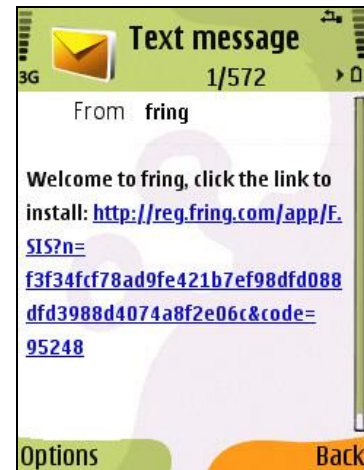 Text message
3G
1/572
From fring
Welcome to fring, click the link to
install: http://reg.fring.com/app/F.
SIS?n=
f3f34fcf78ad9fe421b7ef98dfd088
dfd3988d4074a8f2e06c&code=
95248
Options Back